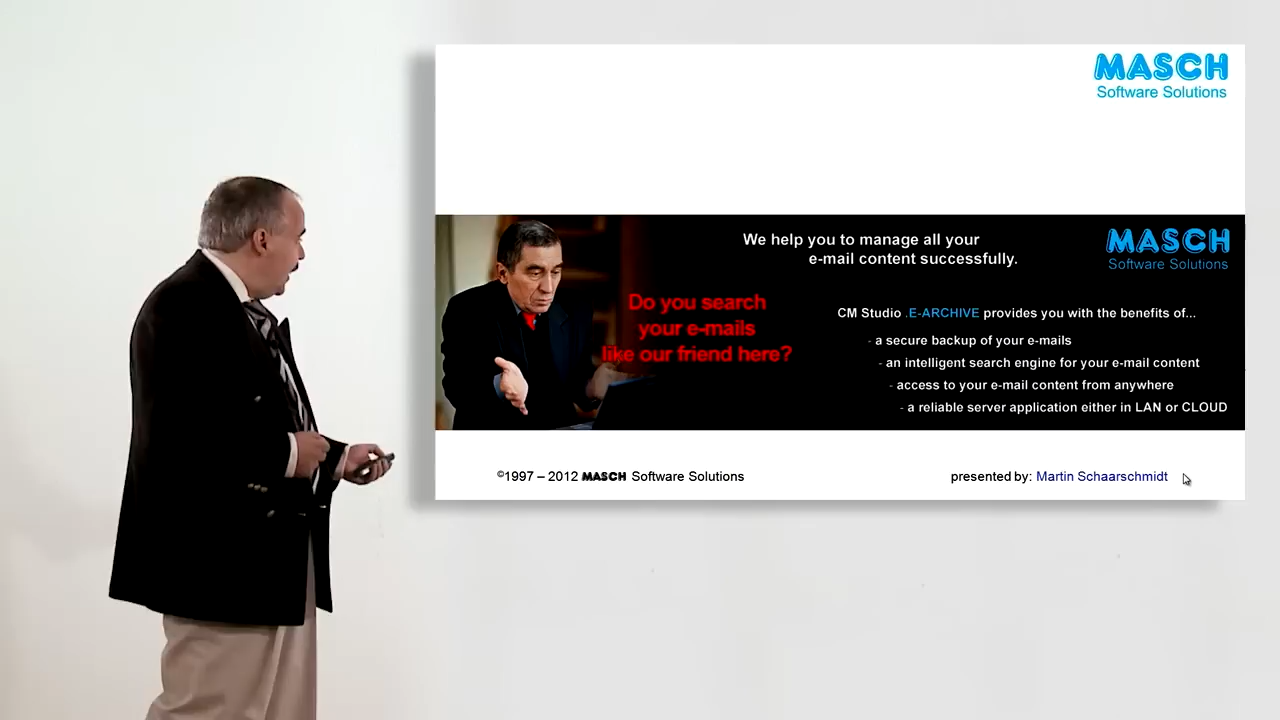 MASCH
Software Solutions
We help you to manage all your
e-mail content successfully.
MASCH
Software Solutions
Do you search
your e-mails
like our friend here?
CM Studio .E-ARCHIVE provides you with the benefits of...
- a secure backup of your e-mails
- an intelligent search engine for your e-mail content
- access to your e-mail content from anywhere
- a reliable server application either in LAN or CLOUD
©1997 – 2012 MASCH Software Solutions
presented by: Martin Schaarschmidt